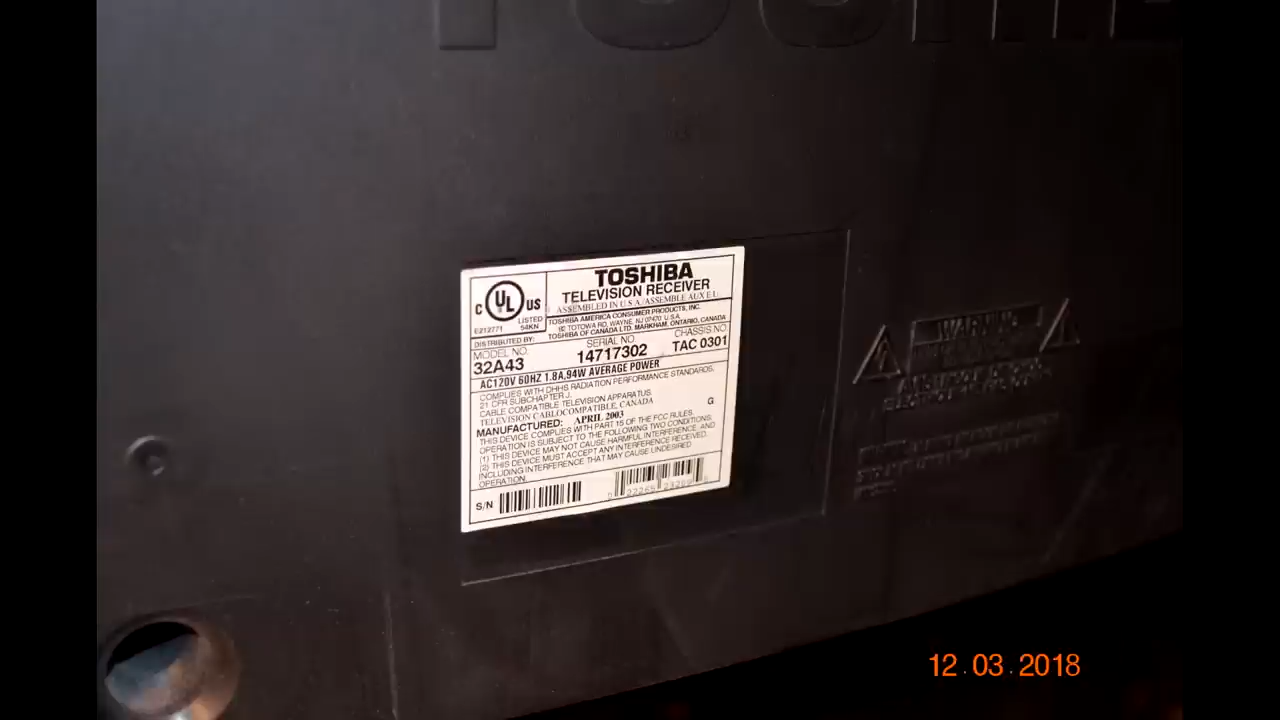 TOSHIBA
TELEVISION RECEIVER
ASSEMBLED IN U.S.A./ASSEMBLE AUX E.U.
C UL US
LISTED
E212771 54KN
DISTRIBUTED BY:
TOSHIBA AMERICA CONSUMER PRODUCTS, INC.
82 TOTOWA RD, WAYNE, NJ 07470, U.S.A.
TOSHIBA OF CANADA LTD. MARKHAM, ONTARIO, CANADA
MODEL NO. SERIAL NO. CHASSIS NO.
32A43 14717302 TAC 0301
AC120V 60HZ 1.8A,94W AVERAGE POWER
COMPLIES WITH DHHS RADIATION PERFORMANCE STANDARDS,
21 CFR SUBCHAPTER J.
CABLE COMPATIBLE TELEVISION APPARATUS
TELEVISION CABLOCOMPATIBLE, CANADA G
MANUFACTURED: APRIL 2003
THIS DEVICE COMPLIES WITH PART 15 OF THE FCC RULES.
OPERATION IS SUBJECT TO THE FOLLOWING TWO CONDITIONS:
(1) THIS DEVICE MAY NOT CAUSE HARMFUL INTERFERENCE, AND
(2) THIS DEVICE MUST ACCEPT ANY INTERFERENCE RECEIVED,
INCLUDING INTERFERENCE THAT MAY CAUSE UNDESIRED
OPERATION.
S/N
WARNING
12.03.2018